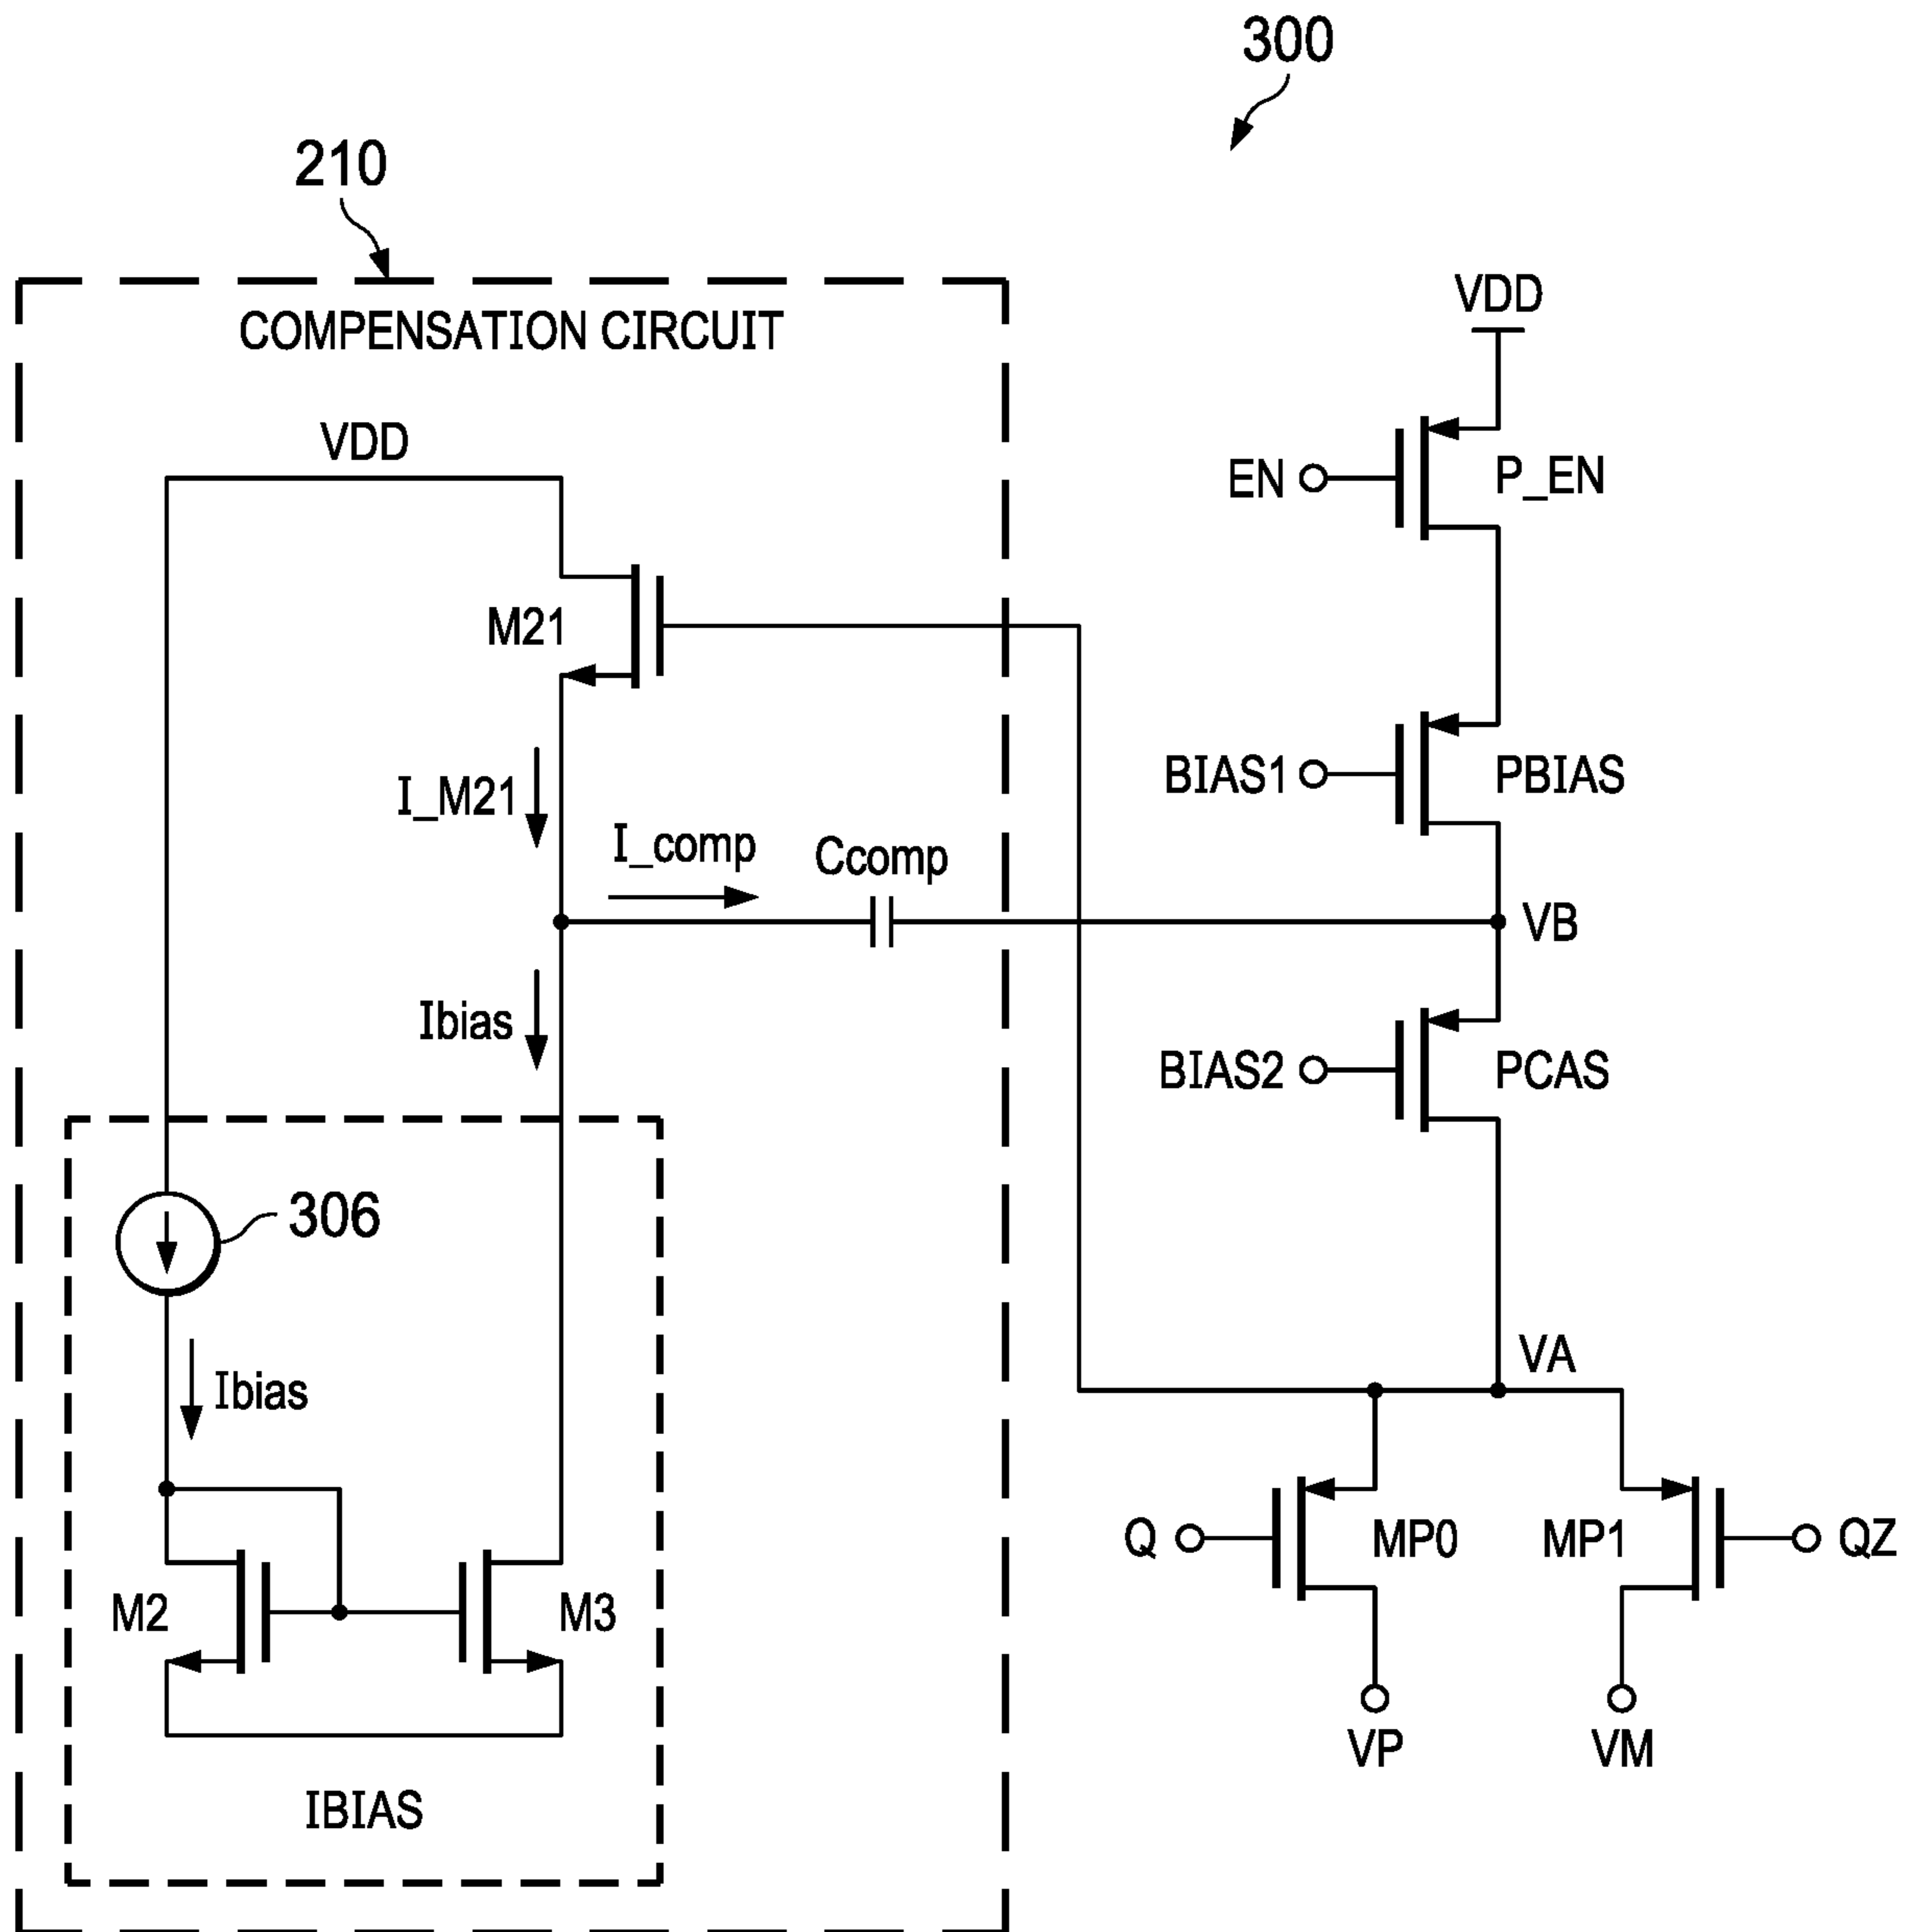 300
210
COMPENSATION CIRCUIT
VDD
VDD
EN
P_EN
M21
I_M21
BIAS1
PBIAS
I_comp
Ccomp
VB
Ibias
BIAS2
PCAS
306
VA
Ibias
Q
MP0
MP1
QZ
M2
M3
VP
VM
IBIAS